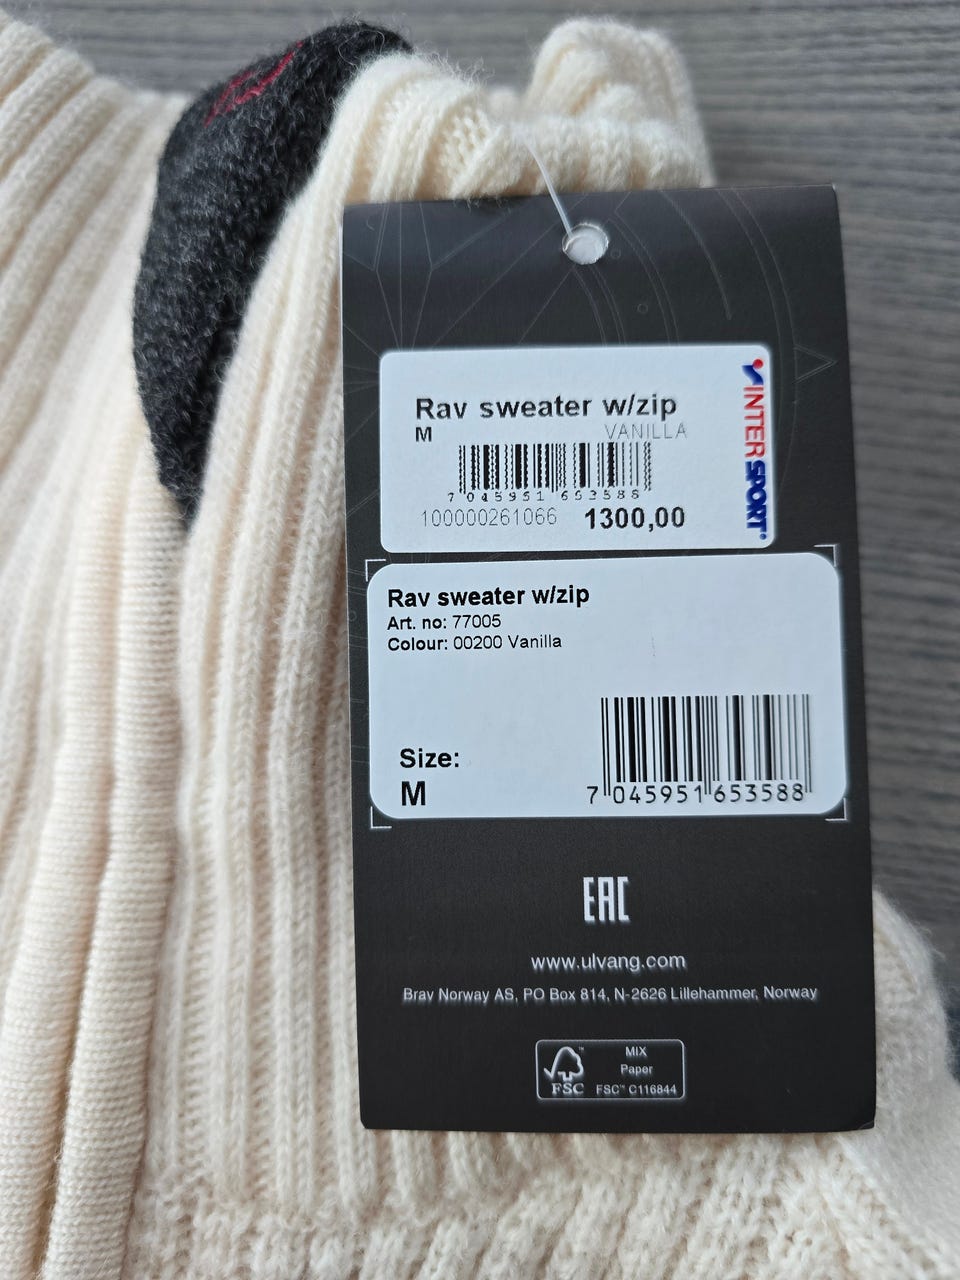 Rav sweater w/zip
M VANILLA
INTERSPORT
7 045951 653588
100000261066 1300,00
Rav sweater w/zip
Art. no: 77005
Colour: 00200 Vanilla
Size:
M
7 045951 653588
EAC
www.ulvang.com
Brav Norway AS, PO Box 814, N-2626 Lillehammer, Norway
FSC™
MIX
Paper
FSC™ C116844